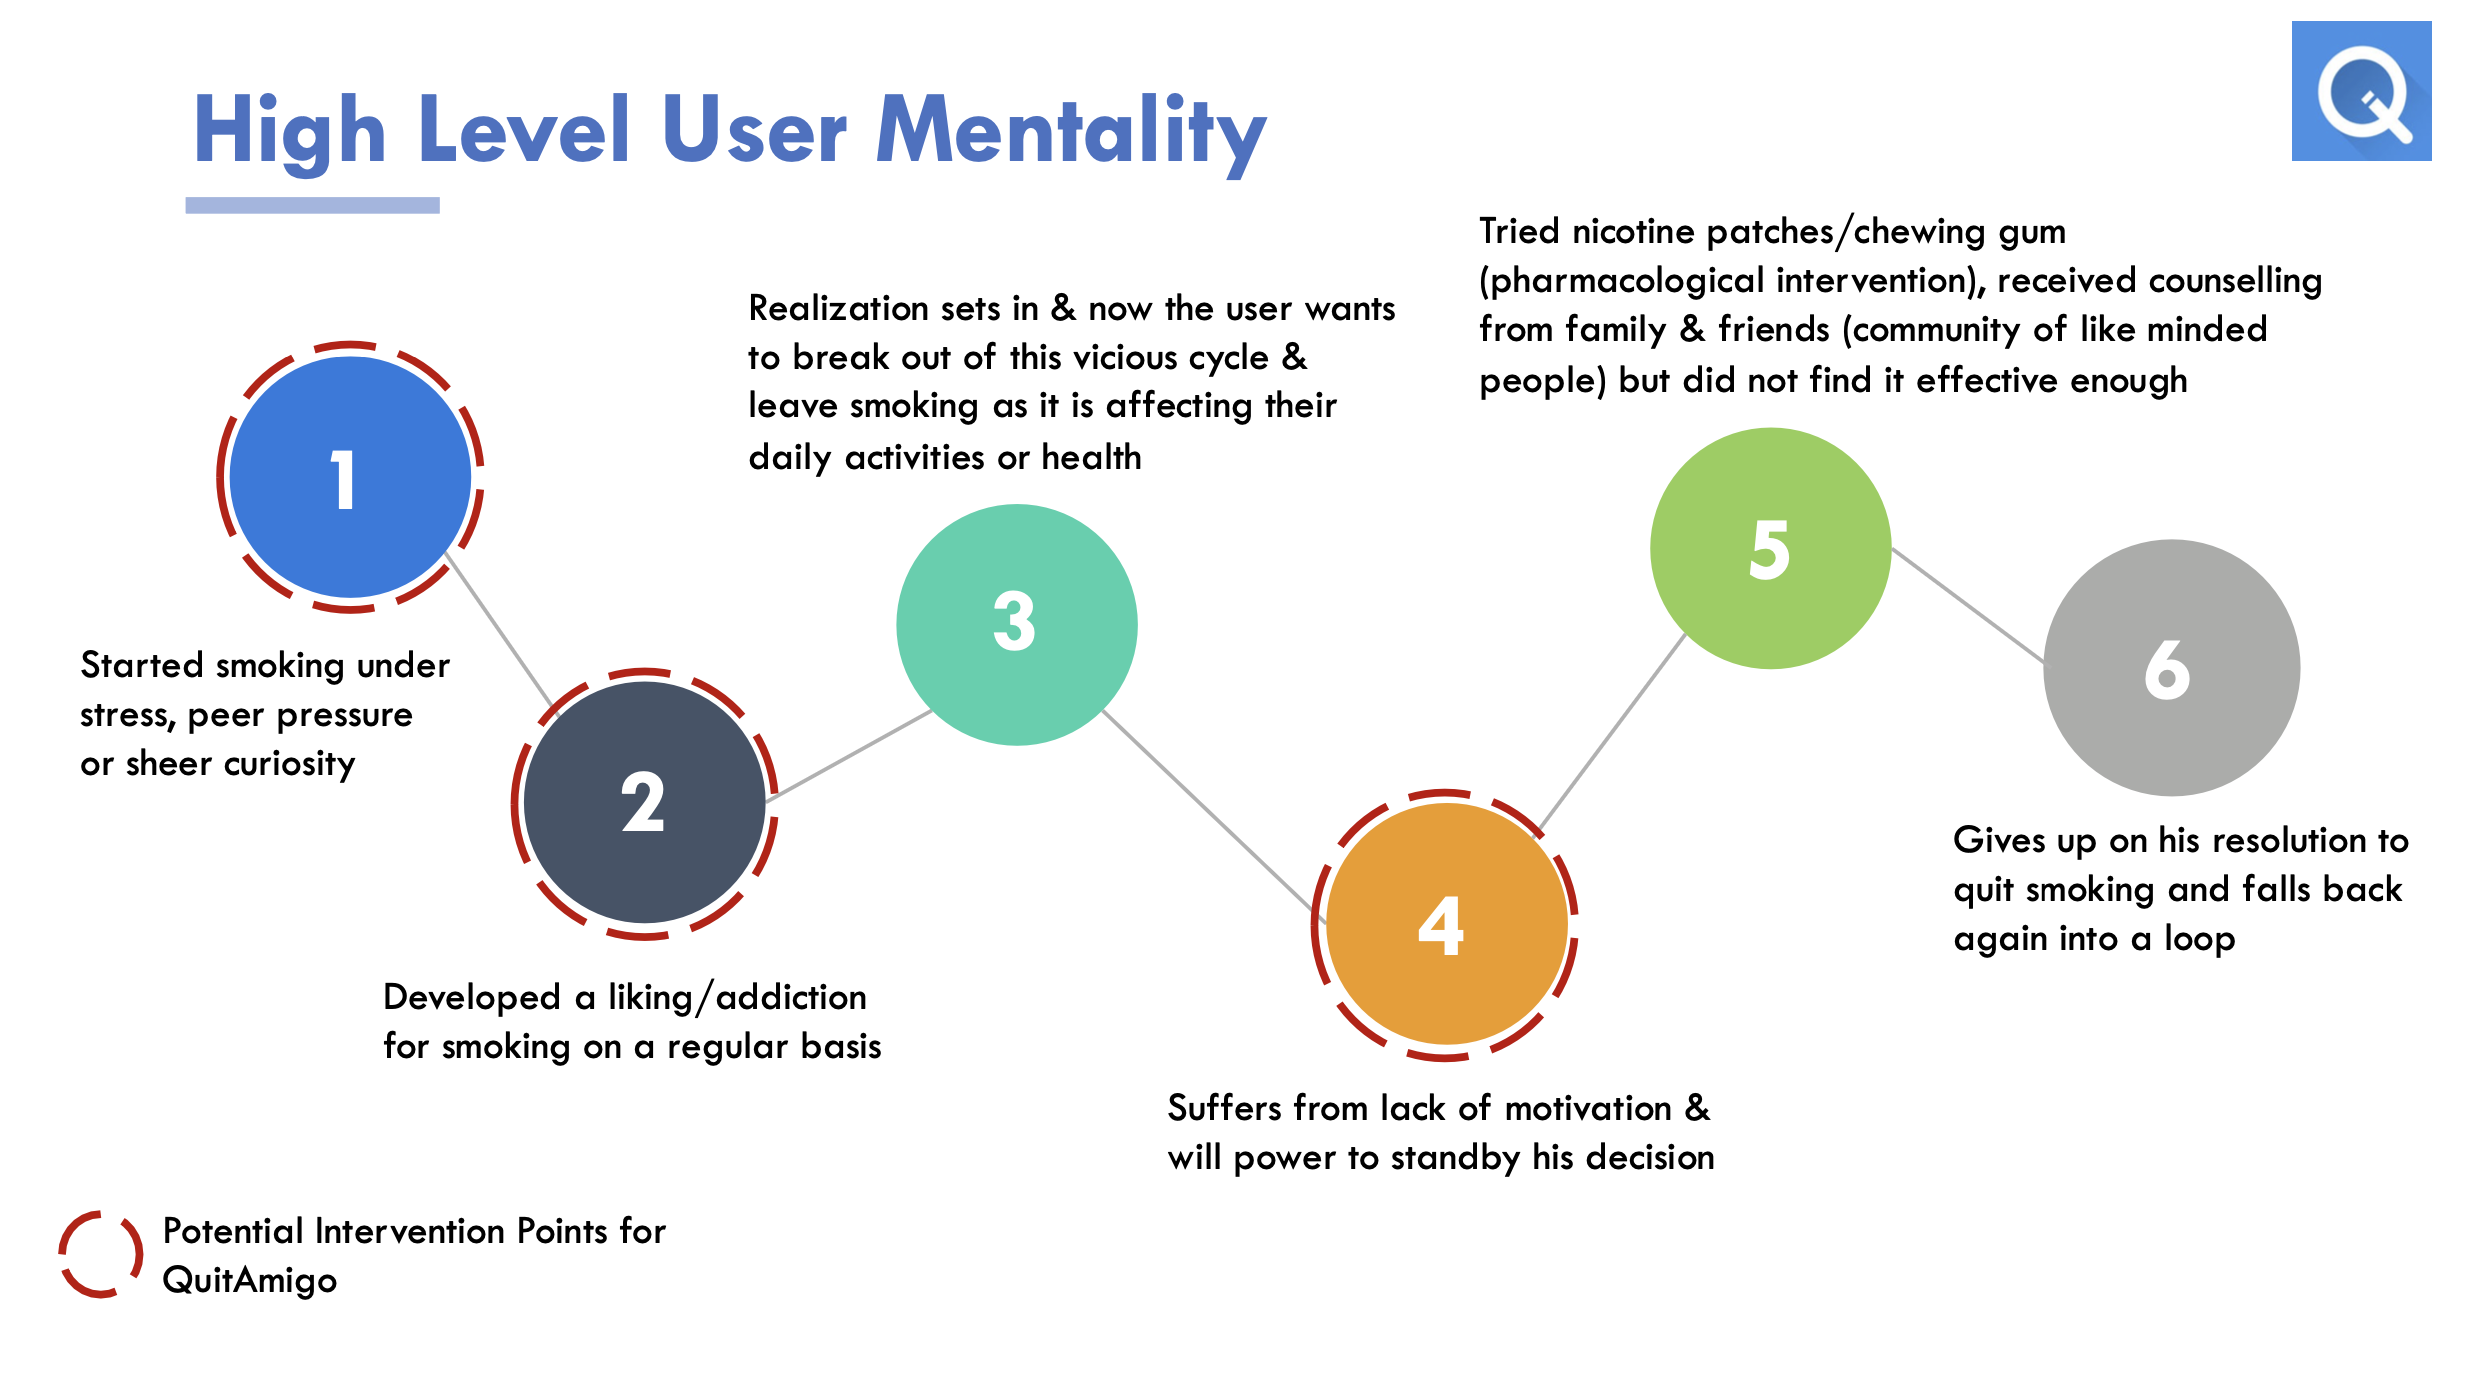 High Level User Mentality
Tried nicotine patches/chewing gum
(pharmacological intervention), received counselling
from family & friends (community of like minded
people) but did not find it effective enough
Realization sets in & now the user wants
to break out of this vicious cycle &
leave smoking as it is affecting their
daily activities or health
1
Started smoking under
stress, peer pressure
or sheer curiosity
2
Developed a liking/addiction
for smoking on a regular basis
3
4
Suffers from lack of motivation &
will power to standby his decision
5
6
Gives up on his resolution to
quit smoking and falls back
again into a loop
Potential Intervention Points for
QuitAmigo